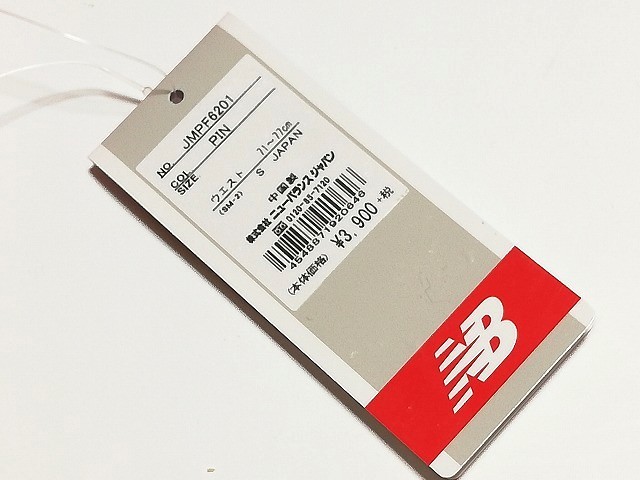 NO. JMPF6201
COL. PIN
SIZE
ウエスト 71～77cm
(SM-2) S JAPAN
中国製
株式会社 ニューバランス ジャパン
0120-85-7120
4548871920646
(本体価格) ¥3,900 +税
NB